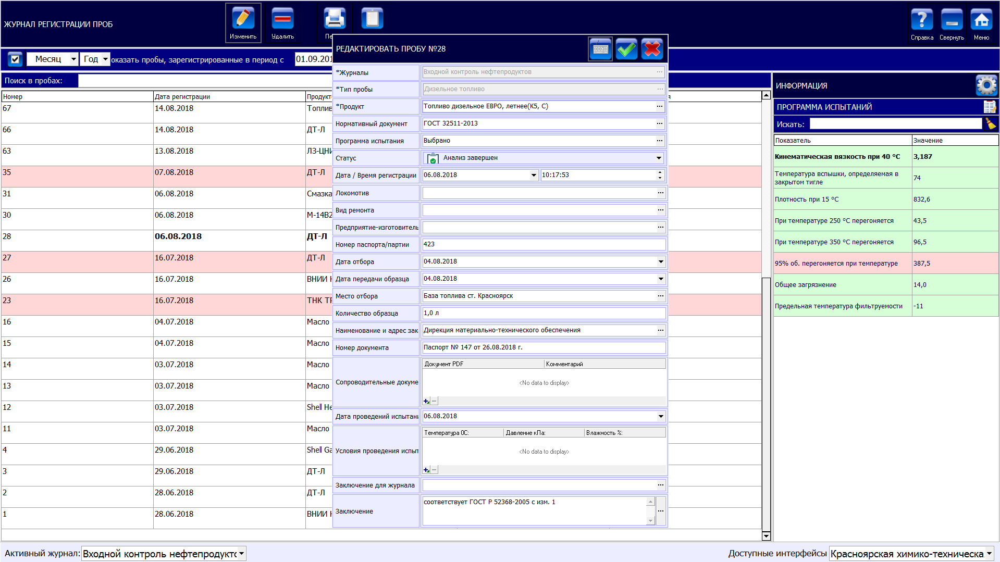 ЖУРНАЛ РЕГИСТРАЦИИ ПРОБ
Изменить
Удалить
Справка
Свернуть
Меню
Месяц
Год
оказать пробы, зарегистрированные в период с
01.09.201
Поиск в пробах:
Номер
Дата регистрации
67
14.08.2018
66
14.08.2018
ДТ-Л
63
13.08.2018
35
07.08.2018
ДТ-Л
31
06.08.2018
Смазка
30
06.08.2018
28
06.08.2018
ДТ-Л
27
16.07.2018
ДТ-Л
26
16.07.2018
ВНИИ
23
16.07.2018
ТНК
16
04.07.2018
Масло
15
04.07.2018
Масло
14
03.07.2018
Масло
13
03.07.2018
Масло
12
03.07.2018
Shell
11
03.07.2018
Масло
4
29.06.2018
Shell
3
29.06.2018
ДТ-Л
2
28.06.2018
ДТ-Л
1
28.06.2018
ВНИИ
РЕДАКТИРОВАТЬ ПРОБУ №28
*Журналы
Входной контроль нефтепродуктов
*Тип пробы
Дизельное топливо
*Продукт
Топливо дизельное ЕВРО, летнее(К5, С)
Нормативный документ
ГОСТ 32511-2013
Программа испытания
Выбрано
Статус
Анализ завершен
Дата / Время регистрации
06.08.2018
10:17:53
Локомотив
Вид ремонта
Предприятие-изготовитель
Номер паспорта/партии
423
Дата отбора
04.08.2018
Дата передачи образца
04.08.2018
Место отбора
База топлива ст. Красноярск
Количество образца
1,0 л
Наименование и адрес зак
Дирекция материально-технического обеспечения
Номер документа
Паспорт № 147 от 26.08.2018 г.
Сопроводительные докуме
Документ PDF
Комментарий
<No data to display>
Дата проведений испытани
06.08.2018
Условия проведения испыт
Температура 0С:
Давление кПа:
Влажность %:
<No data to display>
Заключение для журнала
Заключение
соответствует ГОСТ Р 52368-2005 с изм. 1
ИНФОРМАЦИЯ
ПРОГРАММА ИСПЫТАНИЙ
Искать:
Показатель
Значение
Кинематическая вязкость при 40 °С
3,187
Температура вспышки, определяемая в
закрытом тигле
74
Плотность при 15 °С
832,6
При температуре 250 °С перегоняется
43,5
При температуре 350 °С перегоняется
96,5
95% об. перегоняется при температуре
387,5
Общее загрязнение
14,0
Предельная температура фильтруемости
-11
Активный журнал:
Входной контроль нефтепродукто
Доступные интерфейсы
Красноярская химико-техническа